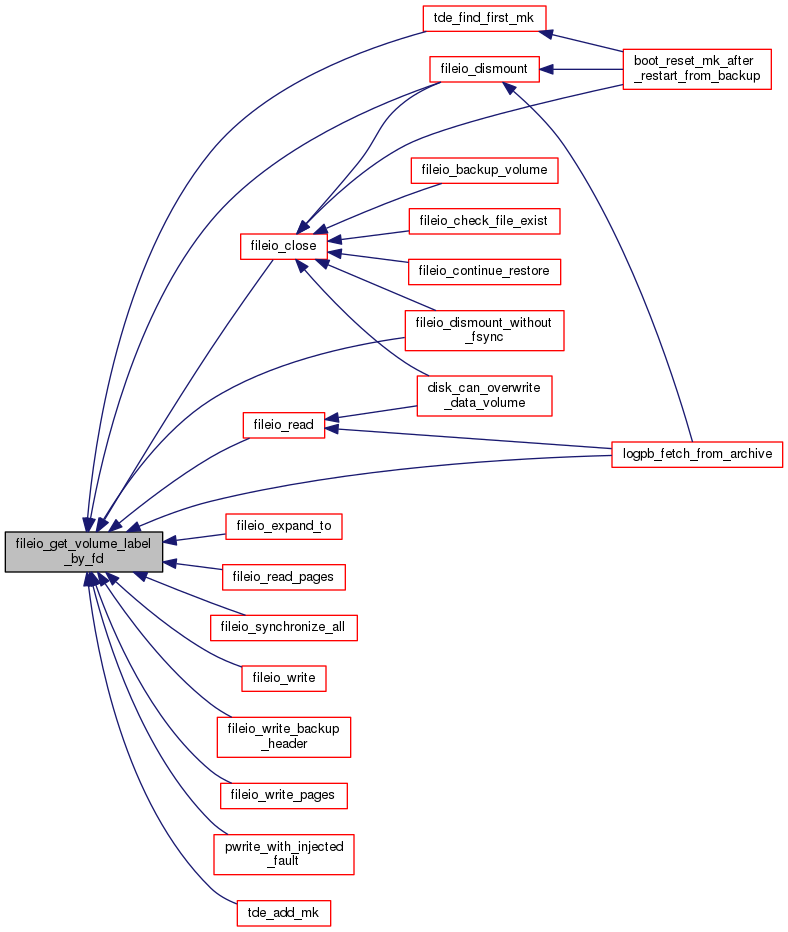 tde_find_first_mk
boot_reset_mk_after
_restart_from_backup
fileio_dismount
fileio_backup_volume
fileio_check_file_exist
fileio_close
fileio_continue_restore
fileio_dismount_without
_fsync
disk_can_overwrite
_data_volume
fileio_read
logpb_fetch_from_archive
fileio_get_volume_label
_by_fd
fileio_expand_to
fileio_read_pages
fileio_synchronize_all
fileio_write
fileio_write_backup
_header
fileio_write_pages
pwrite_with_injected
_fault
tde_add_mk